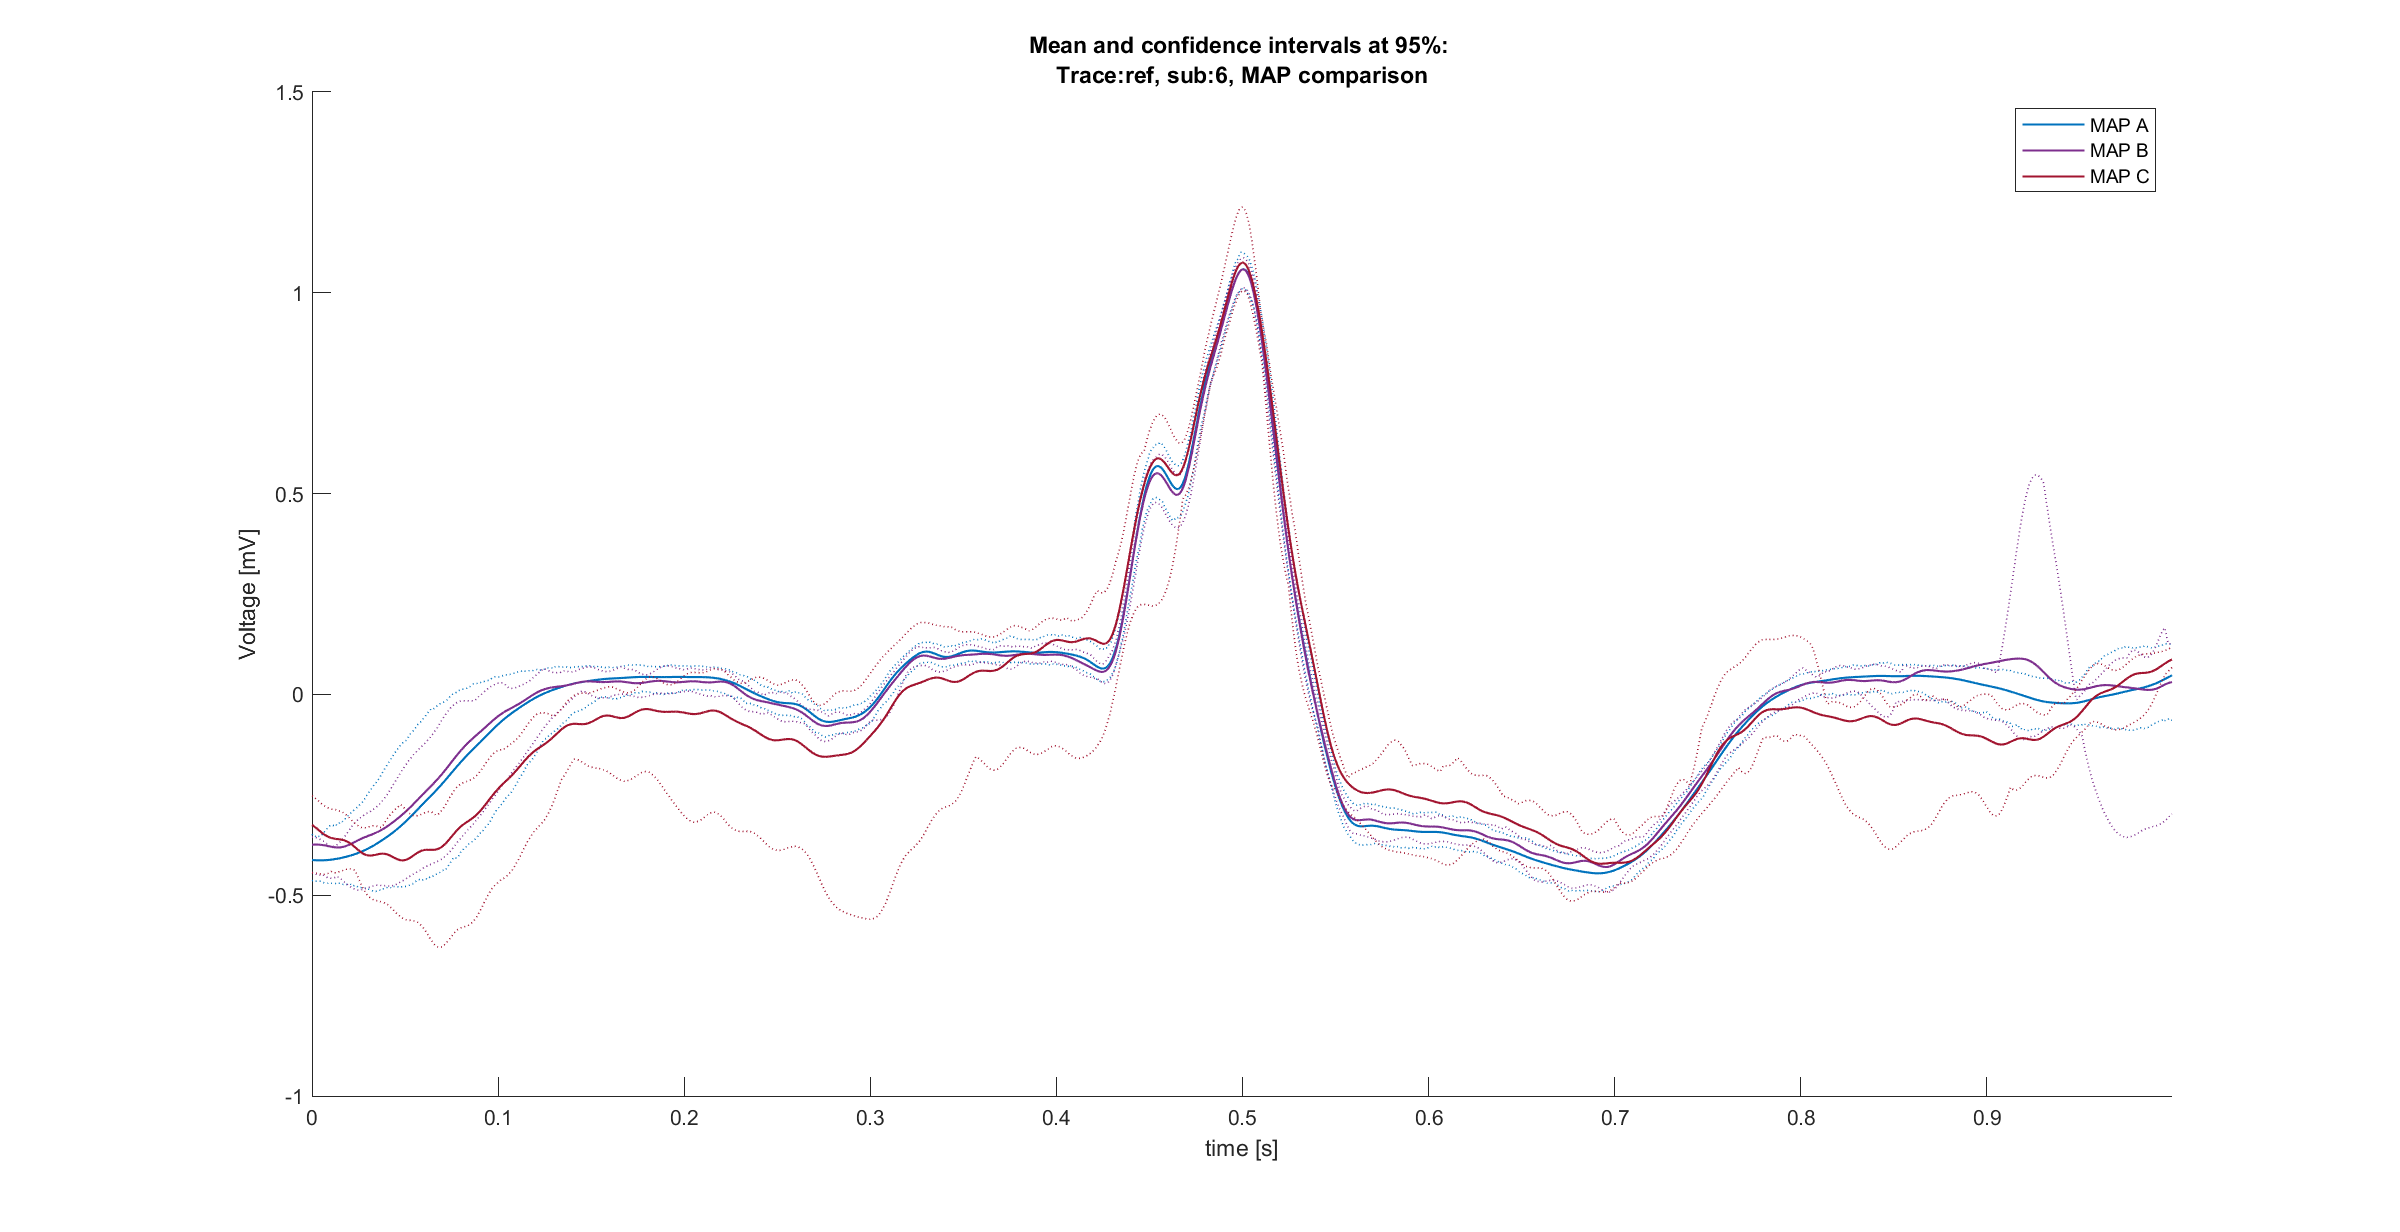 Mean and confidence intervals at 95%:
Trace:ref, sub:6, MAP comparison
1.5
1
0.5
0
-0.5
-1
Voltage [mV]
MAP A
MAP B
MAP C
0
0.1
0.2
0.3
0.4
0.5
0.6
0.7
0.8
0.9
time [s]